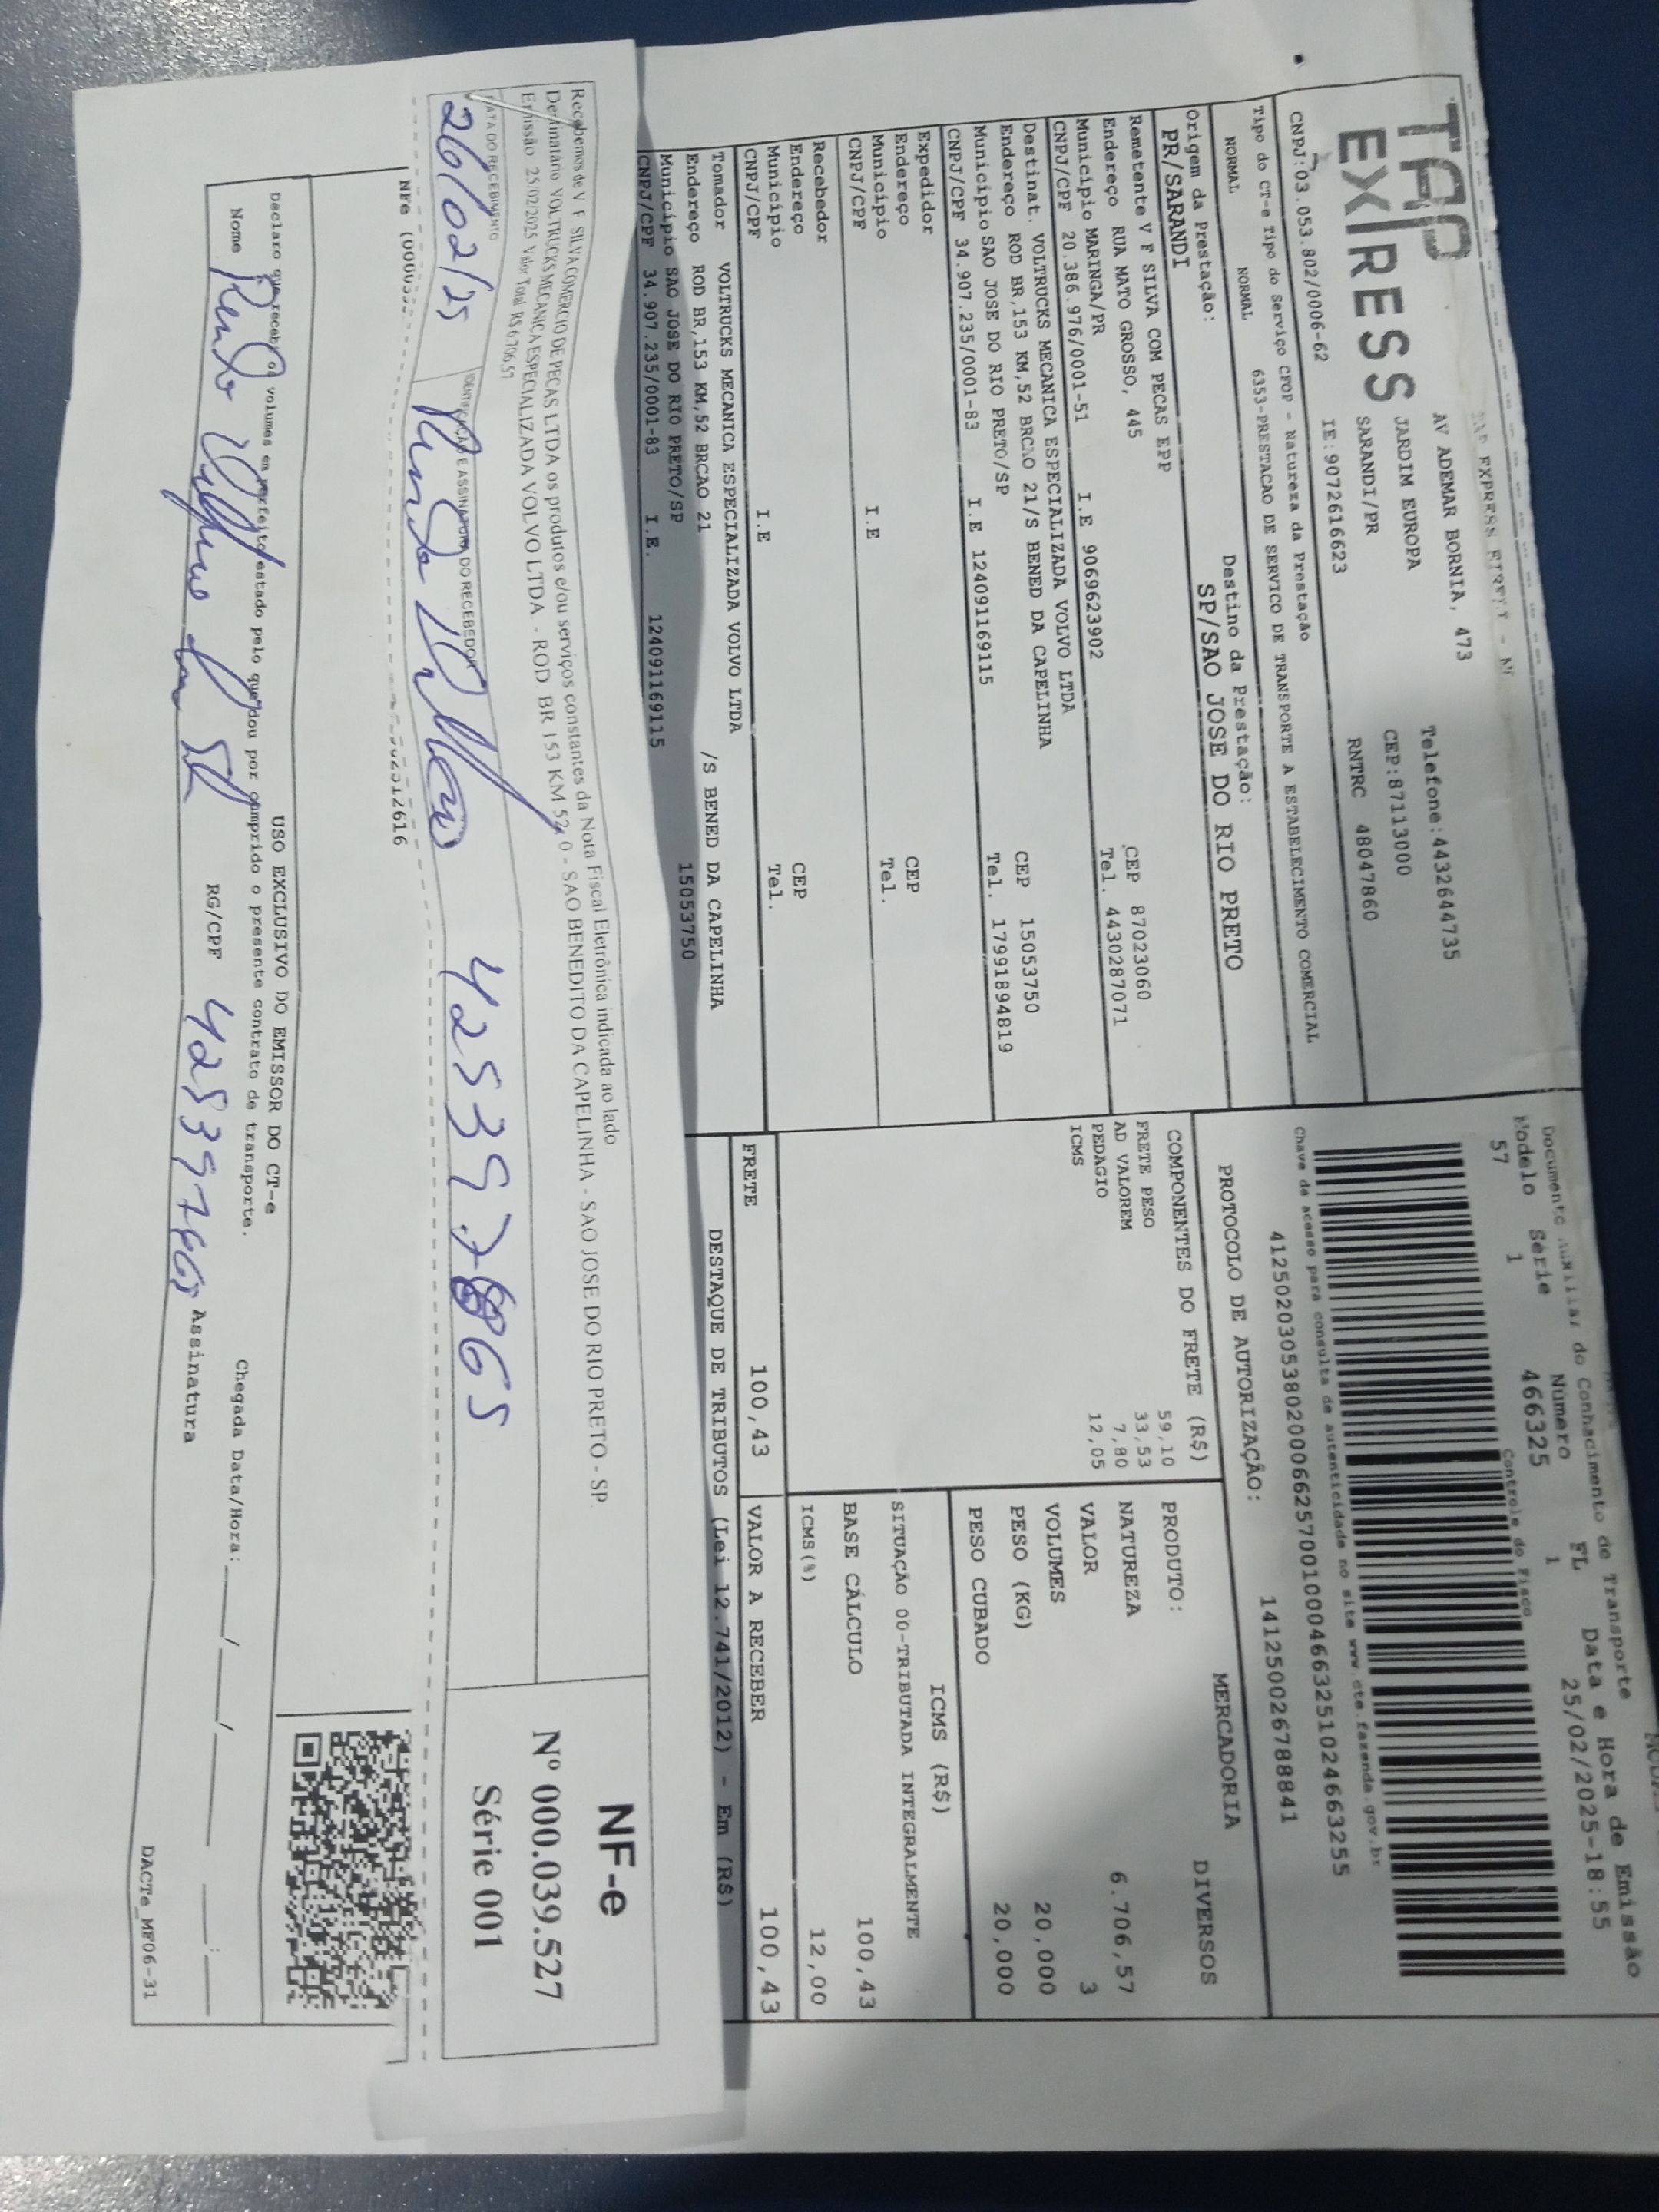 TAP
EXPRESS
AV ADEMAR BORNIA, 473
JARDIM EUROPA
SARANDI/PR
IE:9072616623
Telefone:443264​4735
CEP:87113000
RNTRC 48047860
CNPJ:03.053.802/0006-62
Tipo do CT-e Tipo do Serviço CFOP - Natureza da Prestação
NORMAL NORMAL 6353-PRESTACAO DE SERVICO DE TRANSPORTE A ESTABELECIMENTO COMERCIAL
Origem da Prestação: Destino da Prestação:
PR/SARANDI SP/SAO JOSE DO RIO PRETO
Remetente V F SILVA COM PECAS EPP
Endereço RUA MATO GROSSO, 445 CEP 87023060
Município MARINGA/PR Tel. 4430287071
CNPJ/CPF 20.386.976/0001-51 I.E 9069623902
Destinat. VOLTRUCKS MECANICA ESPECIALIZADA VOLVO LTDA
Endereço ROD BR,153 KM,52 BRCAO 21/S BENED DA CAPELINHA CEP 15053750
Município SAO JOSE DO RIO PRETO/SP Tel. 17991894819
CNPJ/CPF 34.907.235/0001-83 I.E 124091169115
Expedidor
Endereço CEP
Município Tel.
CNPJ/CPF I.E
Recebedor
Endereço CEP
Município Tel.
CNPJ/CPF I.E
Tomador VOLTRUCKS MECANICA ESPECIALIZADA VOLVO LTDA
Endereço ROD BR,153 KM,52 BRCAO 21 /S BENED DA CAPELINHA
Município SAO JOSE DO RIO PRETO/SP 15053750
CNPJ/CPF 34.907.235/0001-83 I.E. 124091169115
Documento Auxiliar do Conhecimento de Transporte
Modelo Série Número FL Data e Hora de Emissão
57 1 466325 1 25/02/2025-18:55
Controle do Fisco
Chave de acesso para consulta de autenticidade no site www.cte.fazenda.gov.br
41250203053802000662570010004663251024663255
PROTOCOLO DE AUTORIZAÇÃO: 141250026788841
COMPONENTES DO FRETE (R$)
FRETE PESO 59,10
AD VALOREM 33,53
PEDAGIO 7,80
ICMS 12,05
MERCADORIA
PRODUTO: DIVERSOS
NATUREZA
VALOR 6.706,57
VOLUMES 3
PESO (KG) 20,000
PESO CUBADO 20,000
ICMS (R$)
SITUAÇÃO 00-TRIBUTADA INTEGRALMENTE
BASE CÁLCULO 100,43
ICMS(%) 12,00
FRETE 100,43 VALOR A RECEBER 100,43
DESTAQUE DE TRIBUTOS (Lei 12.741/2012) - Em (R$)
Recebemos de V F SILVA COMERCIO DE PECAS LTDA os produtos e/ou serviços constantes da Nota Fiscal Eletrônica indicada ao lado
Destinatário VOLTRUCKS MECANICA ESPECIALIZADA VOLVO LTDA - ROD. BR 153 KM 52, 0 - SAO BENEDITO DA CAPELINHA - SAO JOSE DO RIO PRETO - SP.
Emissão 25/02/2025 Valor Total R$ 6.706,57
DATA DO RECEBIMENTO IDENTIFICAÇÃO E ASSINATURA DO RECEBEDOR
26/02/25
NF-e
Nº 000.039.527
Série 001
NFe
USO EXCLUSIVO DO EMISSOR DO CT-e
Declaro que recebi os volumes em perfeito estado pelo que dou por cumprido o presente contrato de transporte.
Nome RG/CPF Assinatura
Chegada Data/Hora:
DACTe_MF06-31